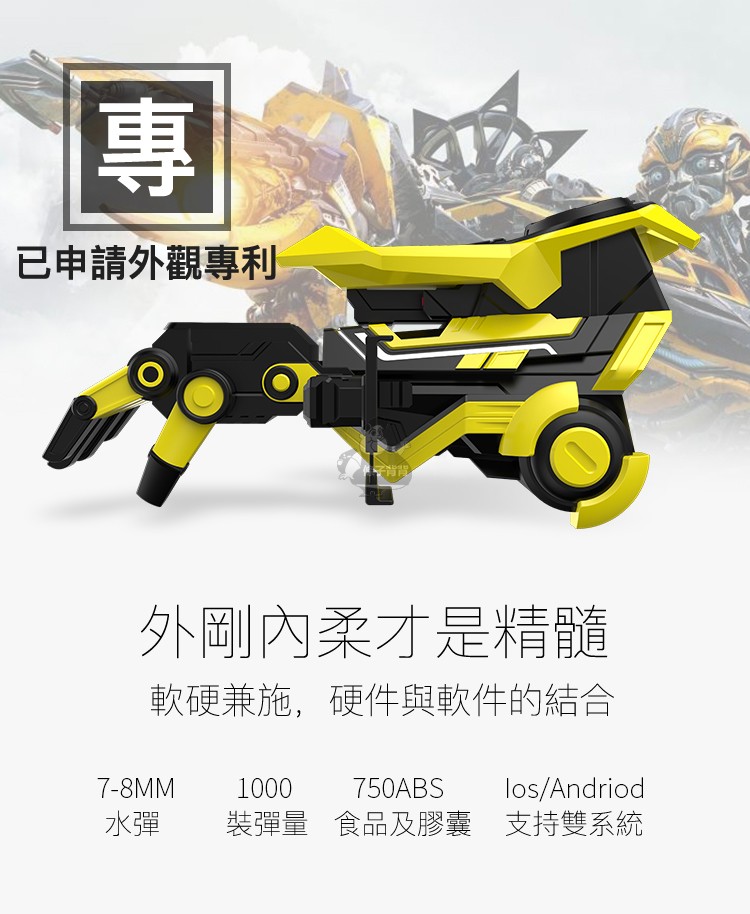 專
已申請外觀專利
外剛內柔才是精髓
軟硬兼施，硬件與軟件的結合
7-8MM 1000 750ABS Ios/Andriod
水彈 裝彈量 食品及膠囊 支持雙系統